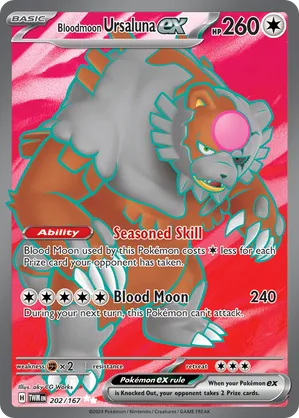 BASIC
Bloodmoon Ursaluna ex HP 260
Ability Seasoned Skill
Blood Moon used by this Pokémon costs less for each
Prize card your opponent has taken.
Blood Moon 240
During your next turn, this Pokémon can't attack.
weakness ×2 resistance retreat
Illus. aky CG Works
Pokémon ex rule When your Pokémon ex
H TWM EN 202/167 is Knocked Out, your opponent takes 2 Prize cards.
©2024 Pokémon / Nintendo / Creatures / GAME FREAK